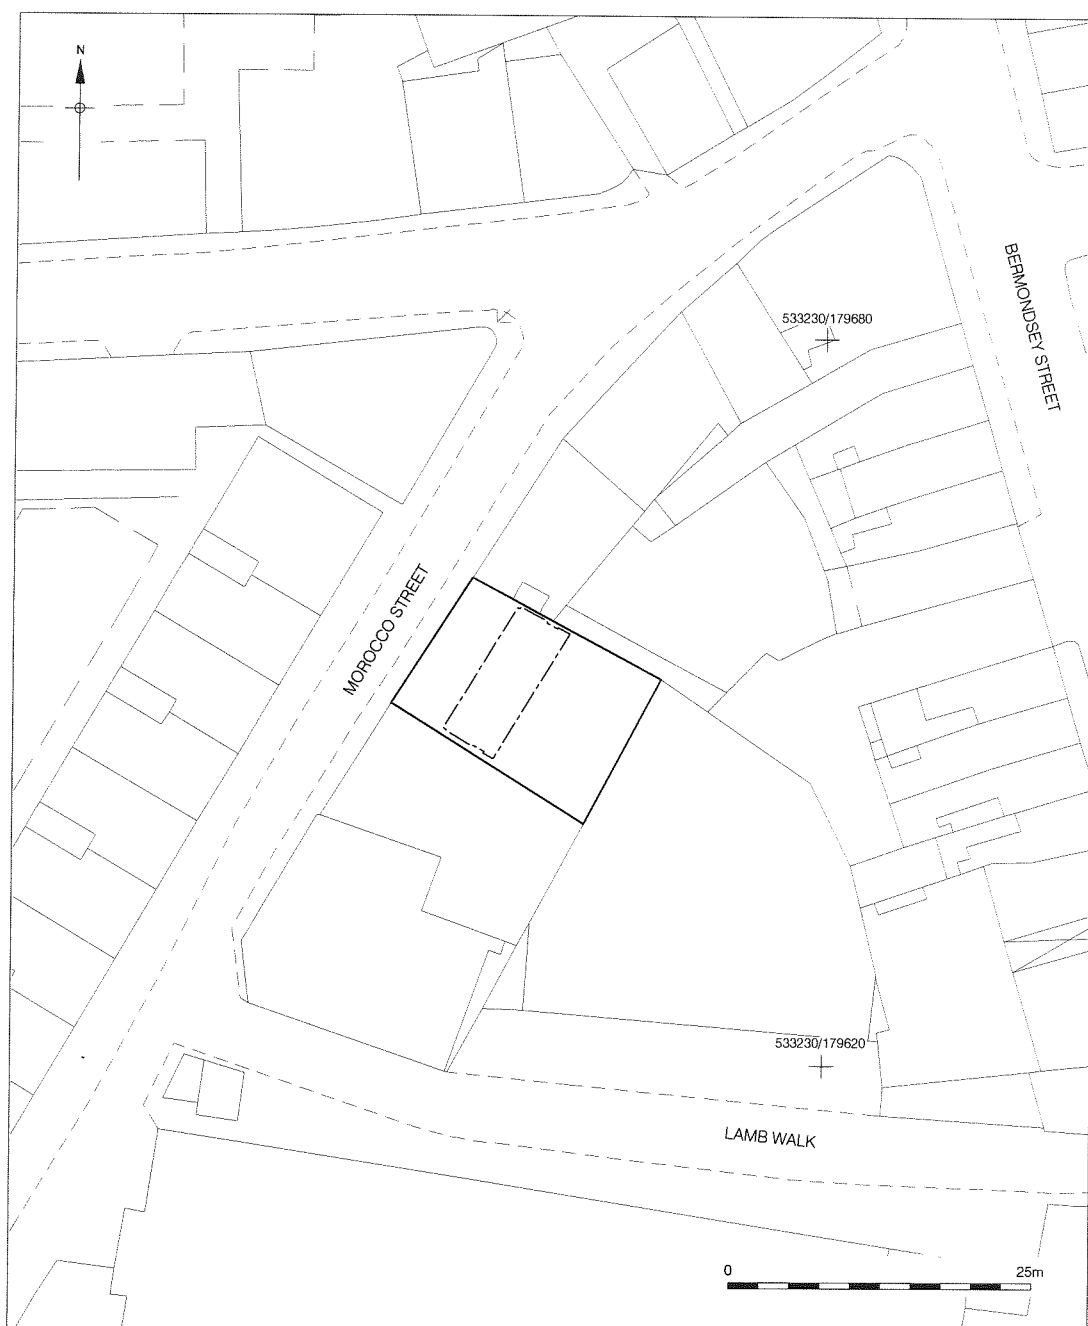 N
533230/179680
BERMONDSEY STREET
MOROCCO STREET
533230/179620
LAMB WALK
0 25m